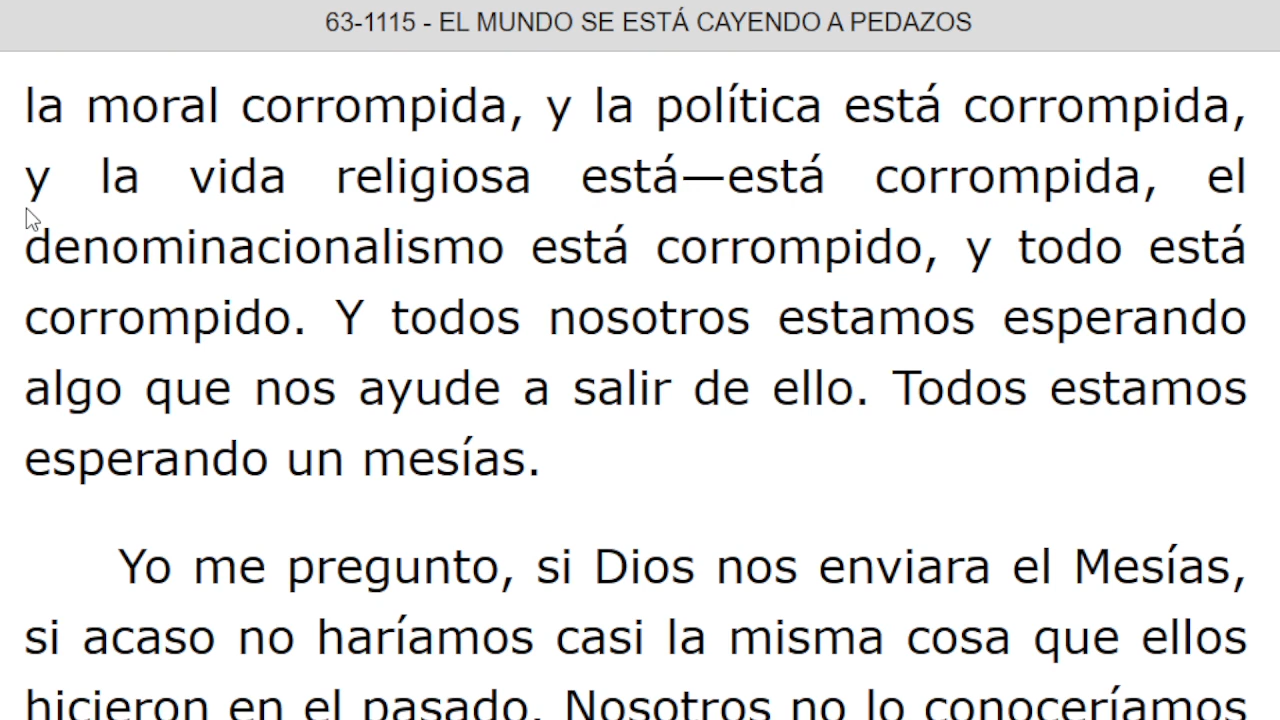 63-1115 - EL MUNDO SE ESTÁ CAYENDO A PEDAZOS
la moral corrompida, y la política está corrompida,
y la vida religiosa está—está corrompida, el
denominacionalismo está corrompido, y todo está
corrompido. Y todos nosotros estamos esperando
algo que nos ayude a salir de ello. Todos estamos
esperando un mesías.
Yo me pregunto, si Dios nos enviara el Mesías,
si acaso no haríamos casi la misma cosa que ellos
hicieron en el pasado. Nosotros no lo conoceríamos